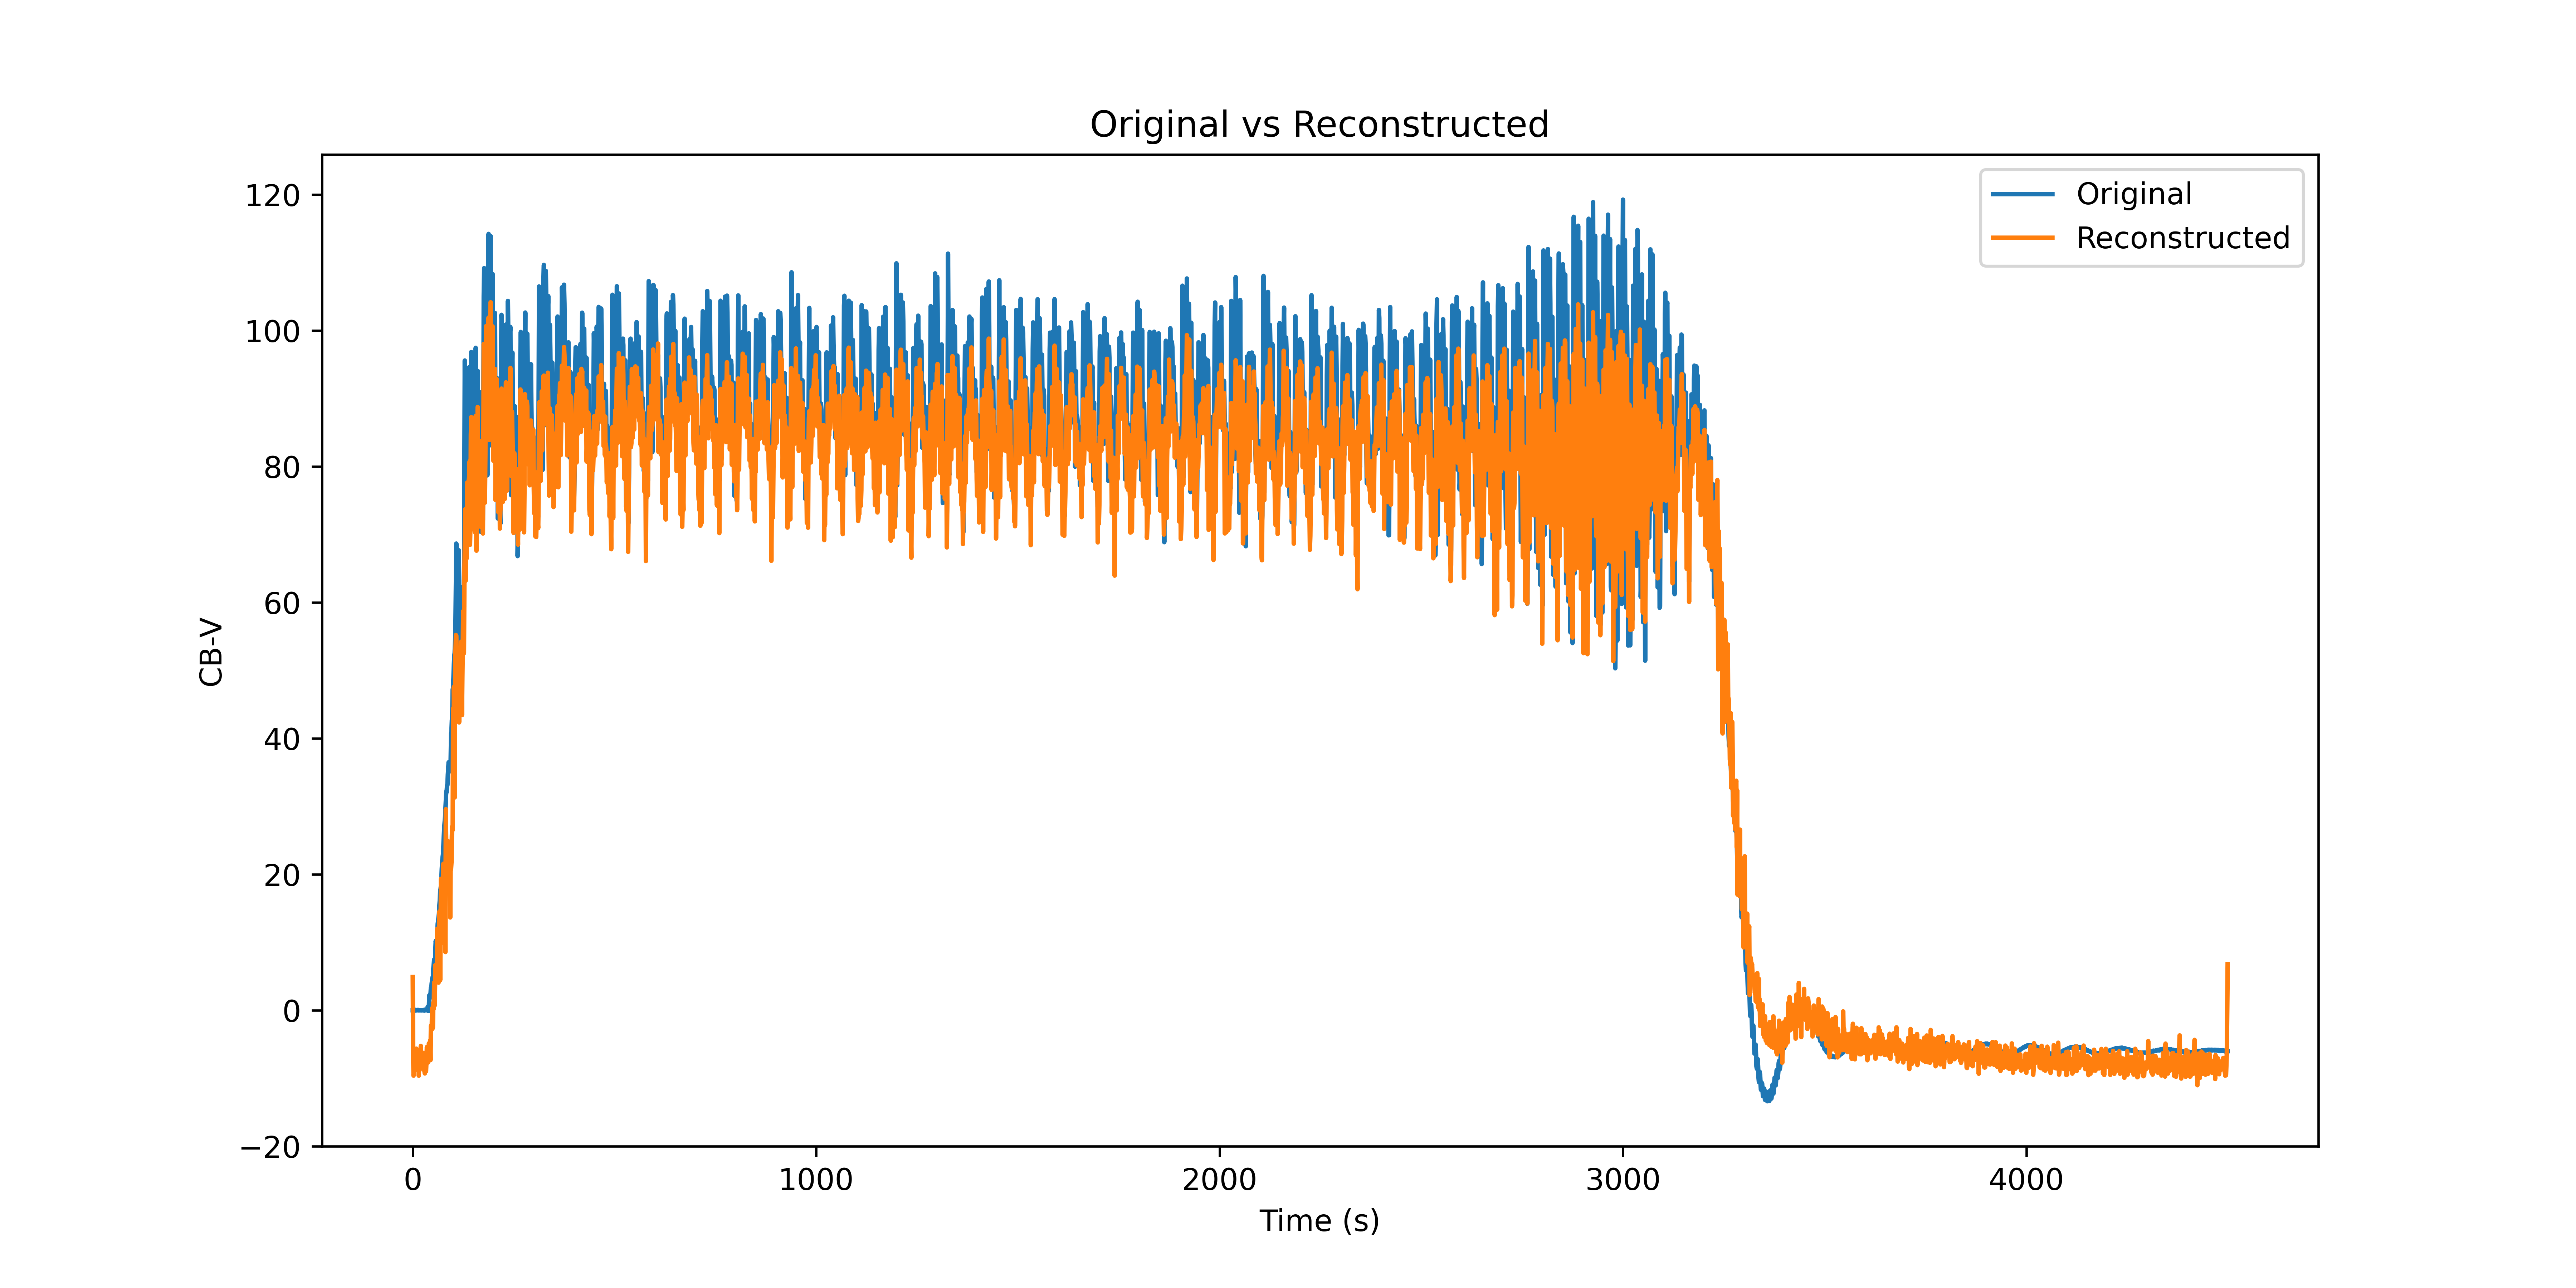 Original vs Reconstructed
Original
Reconstructed
120
100
80
60
40
20
0
−20
CB-V
0 1000 2000 3000 4000
Time (s)